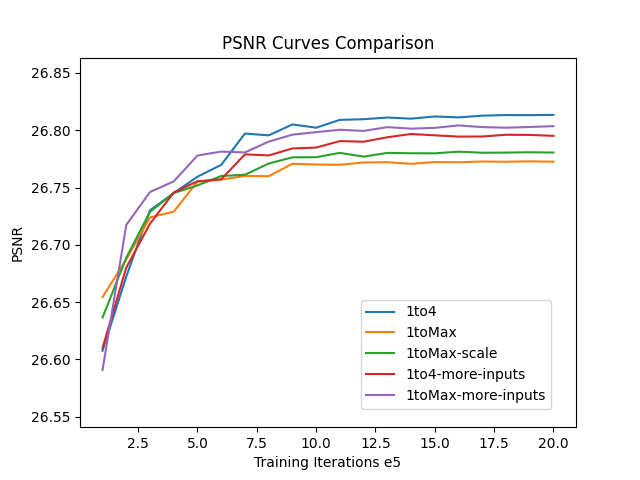 PSNR Curves Comparison
26.85
26.80
26.75
26.70
26.65
26.60
26.55
PSNR
1to4
1toMax
1toMax-scale
1to4-more-inputs
1toMax-more-inputs
2.5 5.0 7.5 10.0 12.5 15.0 17.5 20.0
Training Iterations e5